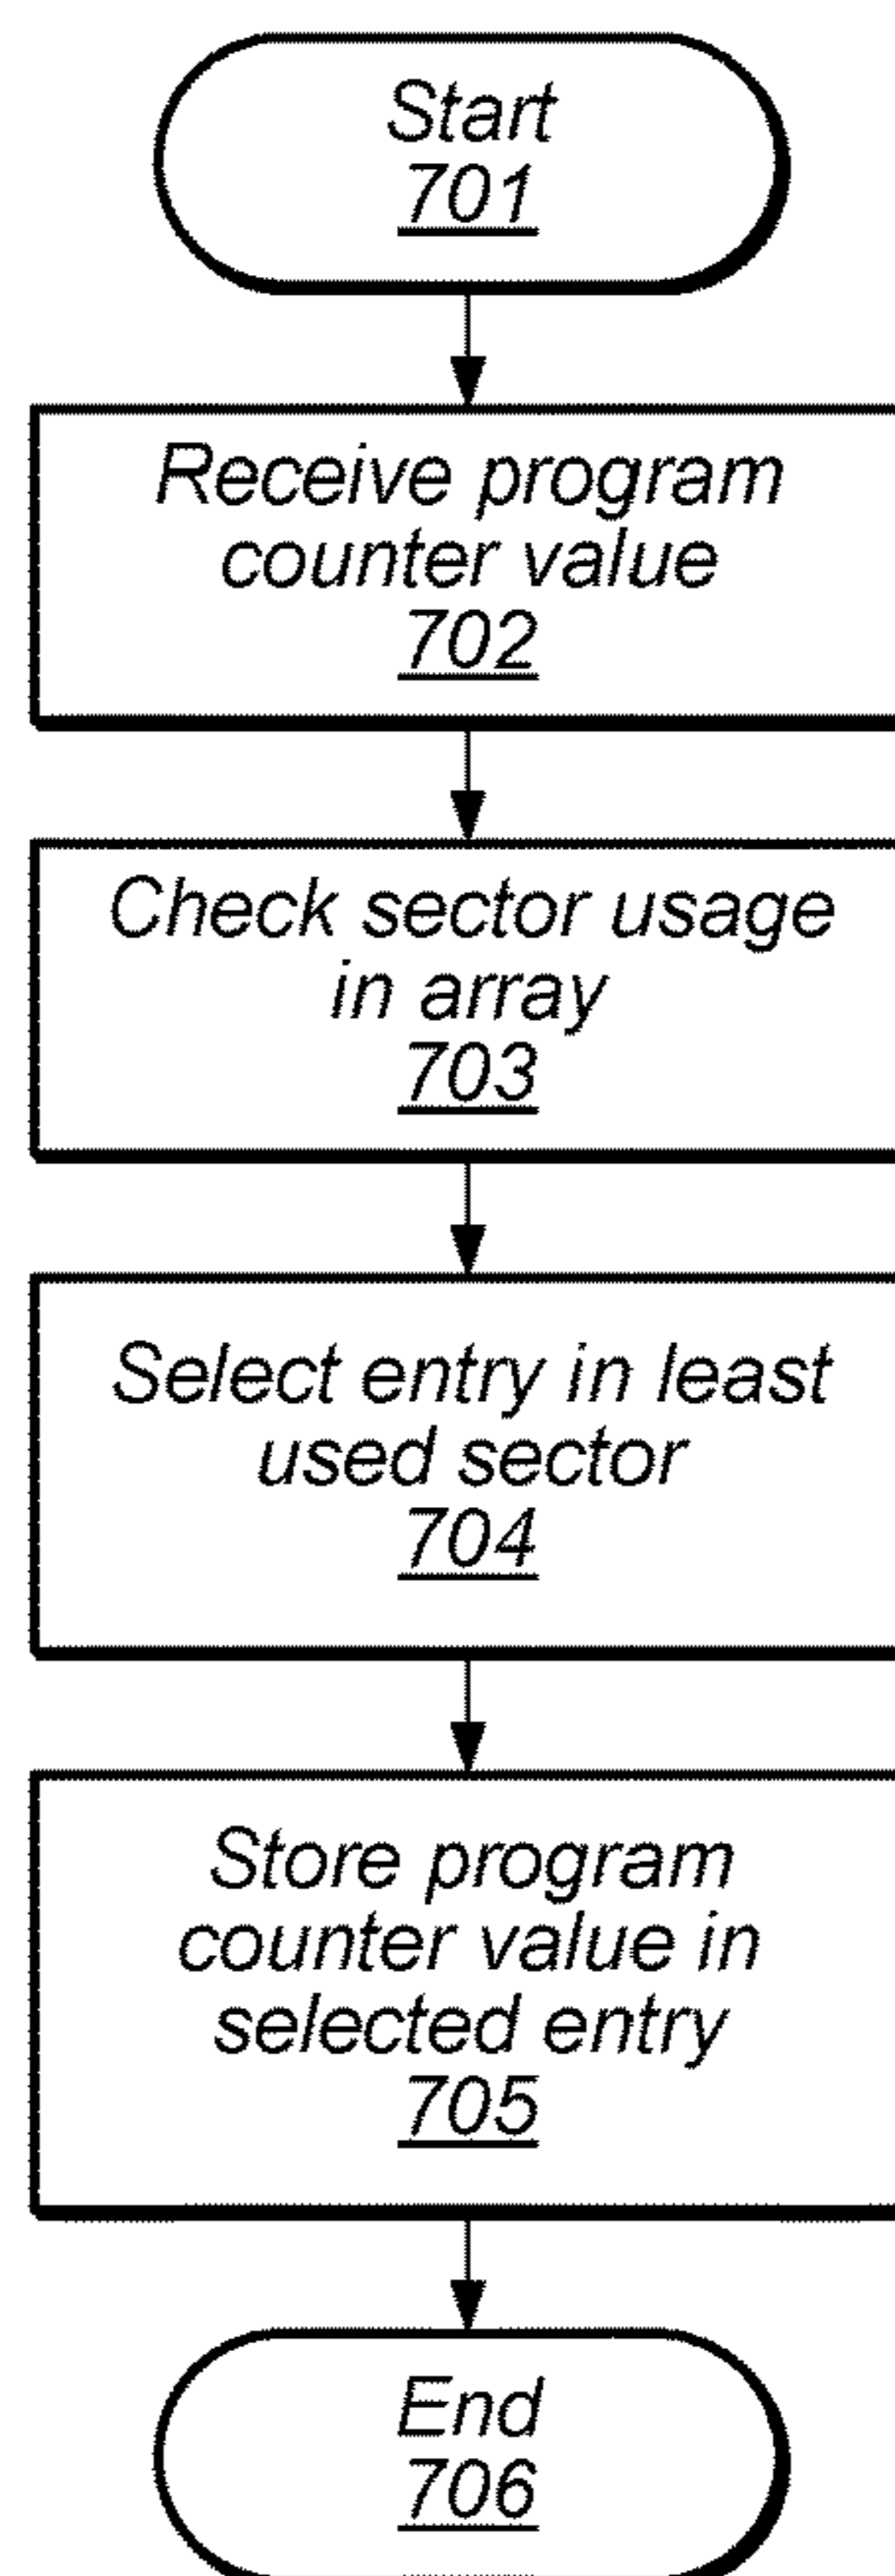 Start
701
Receive program
counter value
702
Check sector usage
in array
703
Select entry in least
used sector
704
Store program
counter value in
selected entry
705
End
706